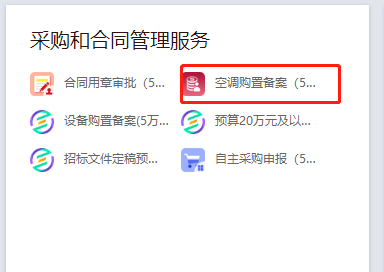 采购和合同管理服务
合同用章审批（5...
空调购置备案（5...
设备购置备案(5万...
预算20万元及以...
招标文件定稿预...
自主采购申报（5...